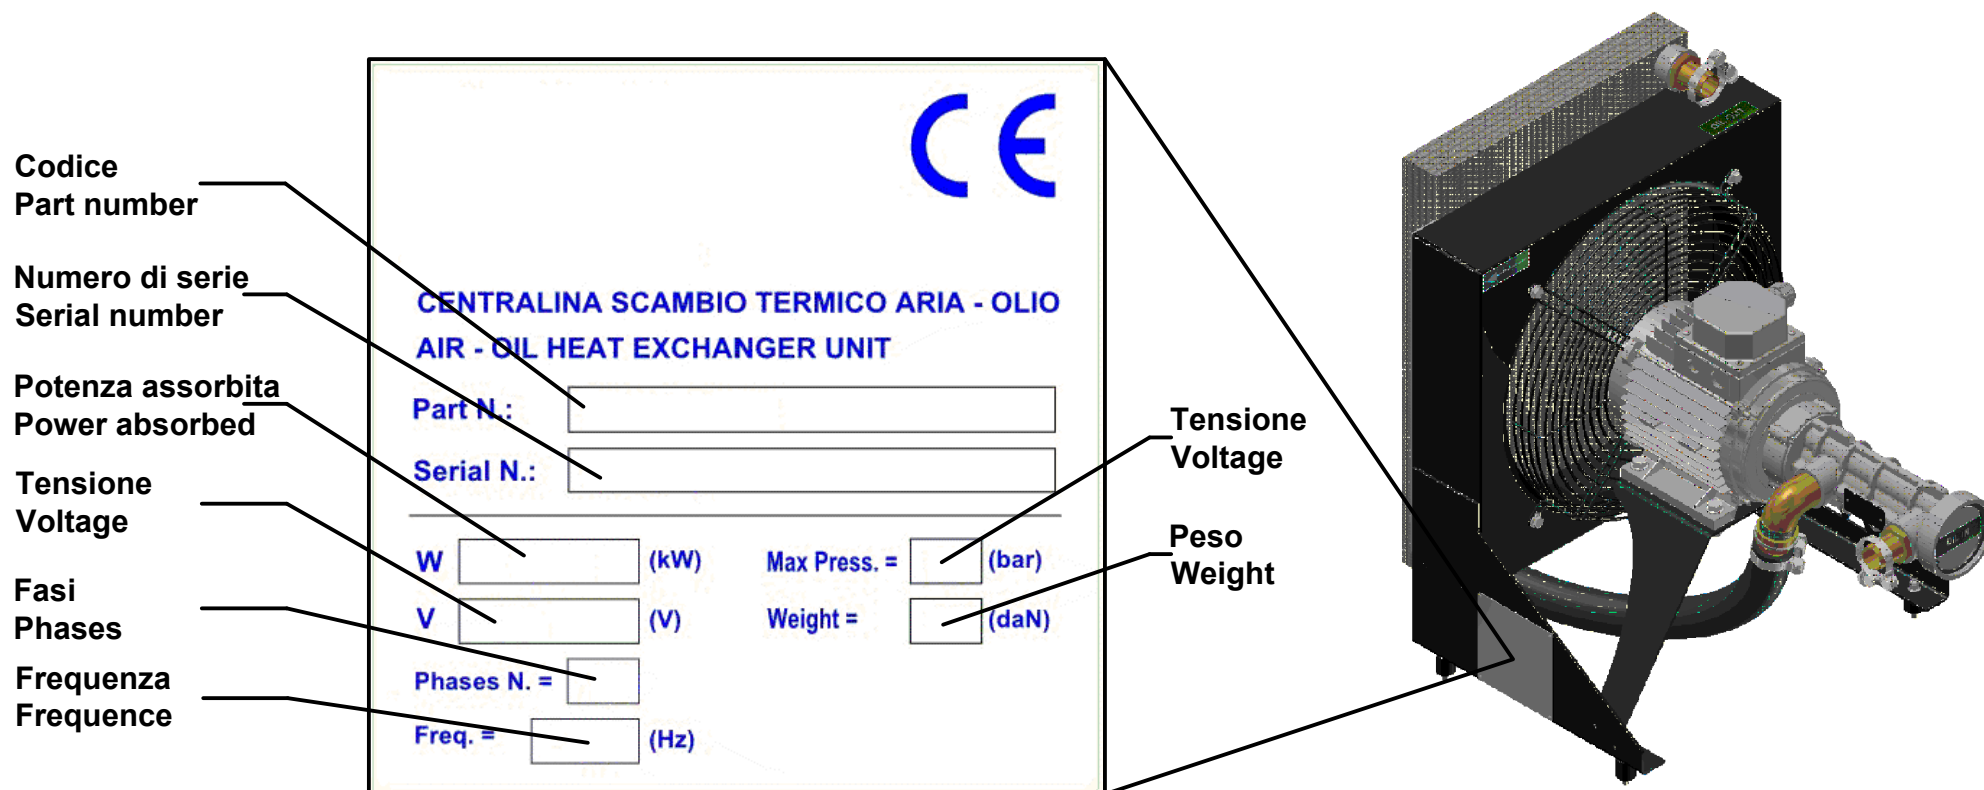 CE
Codice
Part number
Numero di serie
Serial number
CENTRALINA SCAMBIO TERMICO ARIA - OLIO
AIR - OIL HEAT EXCHANGER UNIT
Potenza assorbita
Power absorbed
Part N.:
Tensione
Voltage
Serial N.:
Tensione
Voltage
W (kW) Max Press. = (bar)
Peso
Weight
Fasi
Phases
V (V) Weight = (daN)
Frequenza
Frequence
Phases N. =
Freq. = (Hz)